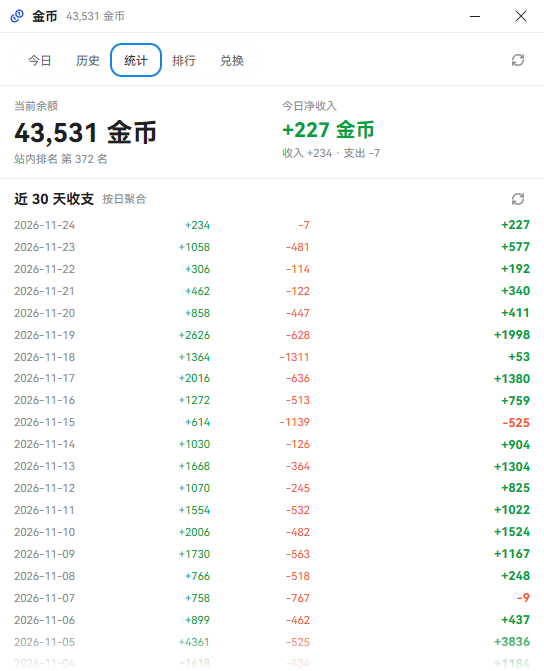 金币 43,531 金币
今日 历史 统计 排行 兑换
当前余额 今日净收入
43,531 金币 +227 金币
站内排名 第 372 名 收入 +234 · 支出 -7
近 30 天收支 按日聚合
2026-11-24 +234 -7 +227
2026-11-23 +1058 -481 +577
2026-11-22 +306 -114 +192
2026-11-21 +462 -122 +340
2026-11-20 +858 -447 +411
2026-11-19 +2626 -628 +1998
2026-11-18 +1364 -1311 +53
2026-11-17 +2016 -636 +1380
2026-11-16 +1272 -513 +759
2026-11-15 +614 -1139 -525
2026-11-14 +1030 -126 +904
2026-11-13 +1668 -364 +1304
2026-11-12 +1070 -245 +825
2026-11-11 +1554 -532 +1022
2026-11-10 +2006 -482 +1524
2026-11-09 +1730 -563 +1167
2026-11-08 +766 -518 +248
2026-11-07 +758 -767 -9
2026-11-06 +899 -462 +437
2026-11-05 +4361 -525 +3836
2026-11-04 +1618 -434 +1184